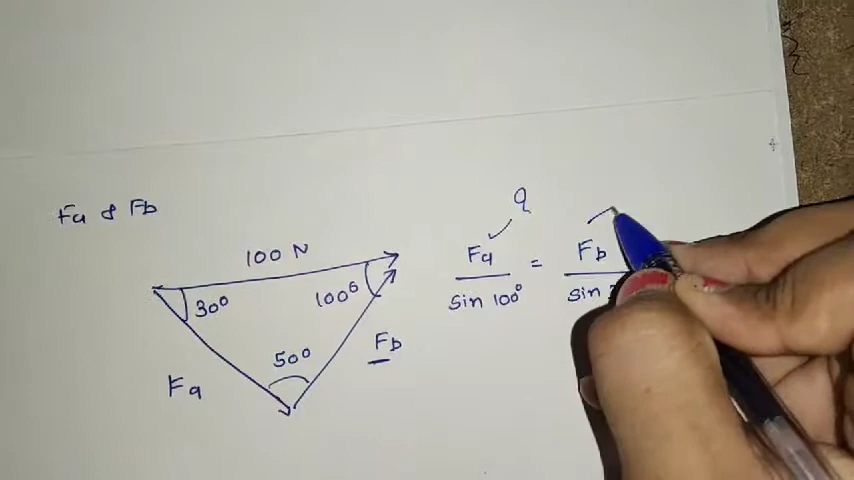 Fa & Fb
100 N
30°
100°
50°
Fa
Fb
q
Fa = Fb
sin 100° sin